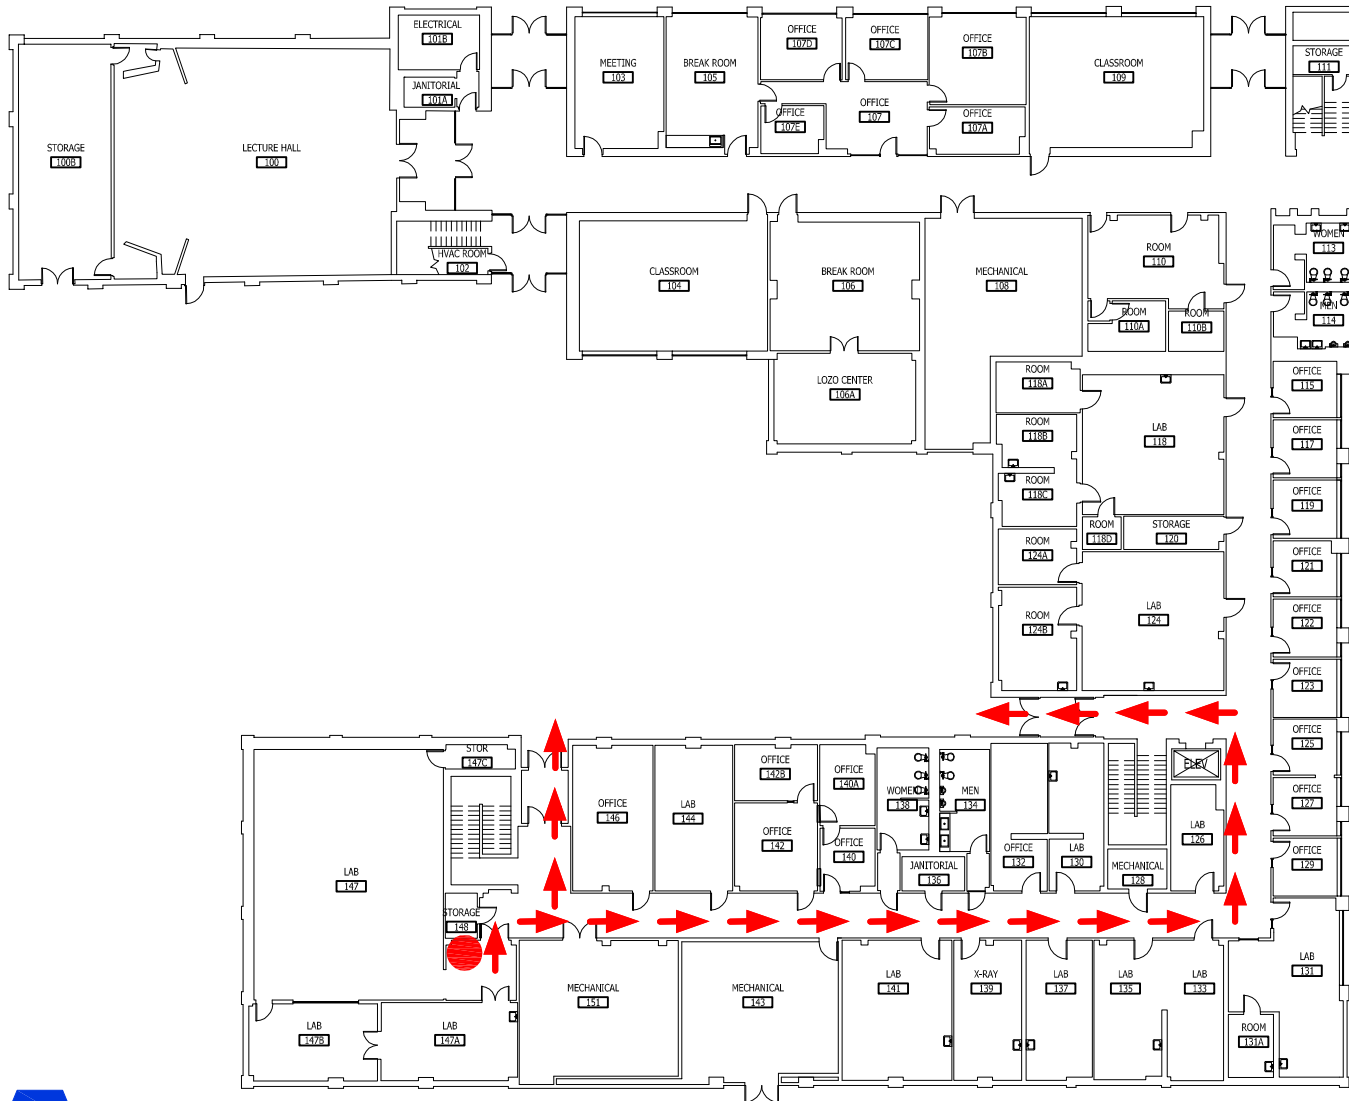 ELECTRICAL
101B
JANITORIAL
101A
STORAGE
100B
LECTURE HALL
100
HVAC ROOM
102
MEETING
103
BREAK ROOM
105
OFFICE
107D
OFFICE
107C
OFFICE
107B
OFFICE
107E
OFFICE
107
OFFICE
107A
CLASSROOM
109
STORAGE
111
CLASSROOM
104
BREAK ROOM
106
LOZO CENTER
106A
MECHANICAL
108
ROOM
110
ROOM
110A
ROOM
110B
WOMEN
113
MEN
114
OFFICE
115
OFFICE
117
OFFICE
119
OFFICE
121
OFFICE
122
OFFICE
123
OFFICE
125
OFFICE
127
OFFICE
129
ROOM
118A
ROOM
118B
ROOM
118C
LAB
118
ROOM
118D
STORAGE
120
ROOM
124A
ROOM
124B
LAB
124
STOR
147C
LAB
147
STORAGE
148
LAB
147B
LAB
147A
OFFICE
146
LAB
144
OFFICE
142B
OFFICE
142
OFFICE
140A
OFFICE
140
WOMEN
138
JANITORIAL
136
MEN
134
OFFICE
132
LAB
130
MECHANICAL
128
ELEV
LAB
126
MECHANICAL
151
MECHANICAL
143
LAB
141
X-RAY
139
LAB
137
LAB
135
LAB
133
LAB
131
ROOM
131A